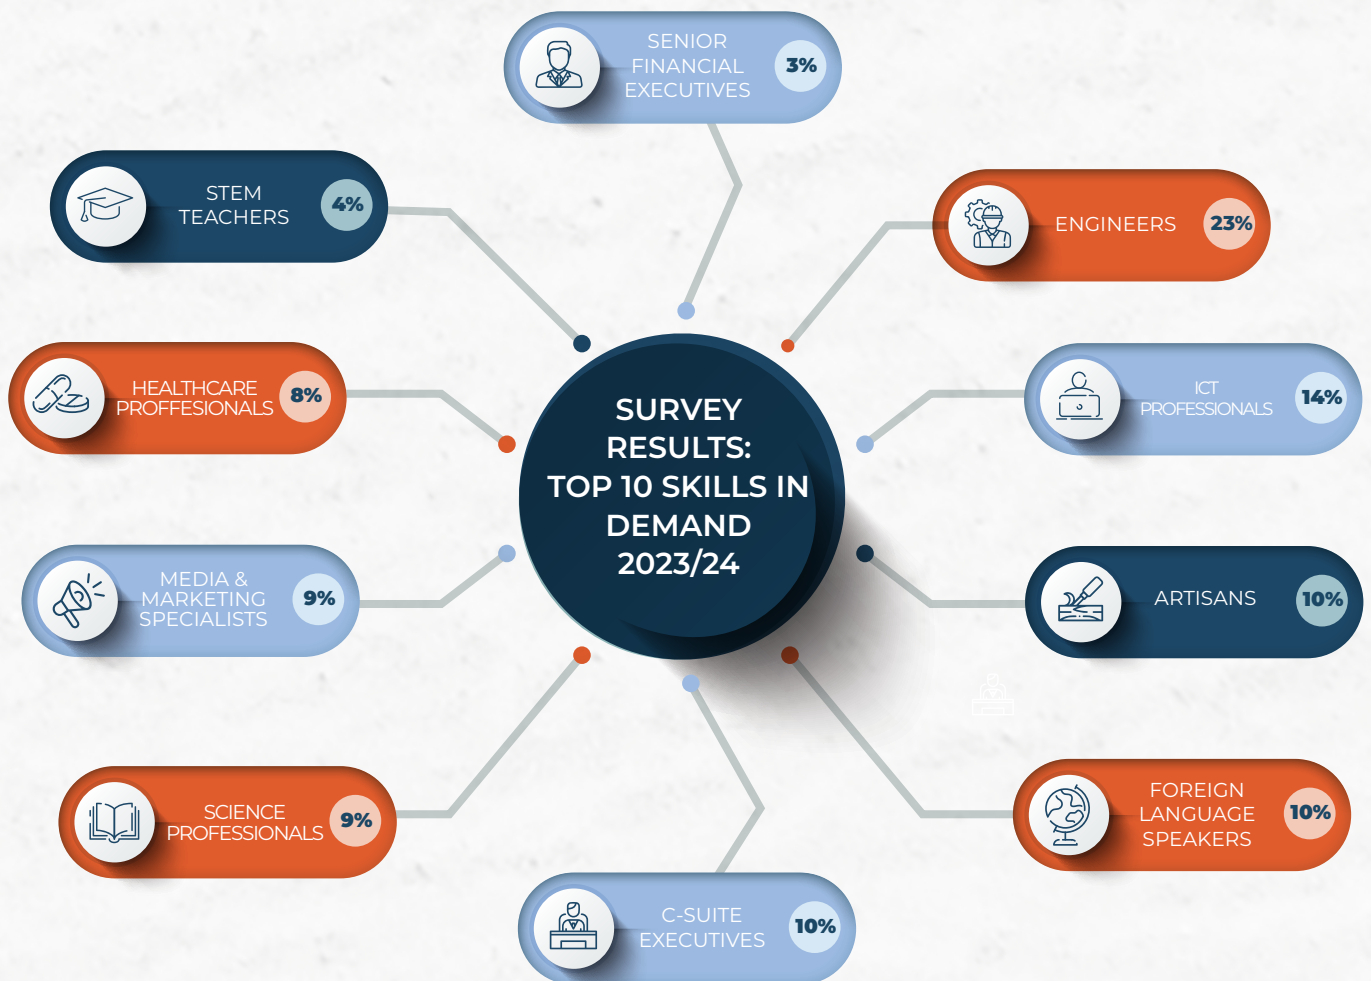 SENIOR
FINANCIAL
EXECUTIVES
3%
STEM
TEACHERS
4%
ENGINEERS
23%
HEALTHCARE
PROFFESIONALS
8%
ICT
PROFESSIONALS
14%
SURVEY
RESULTS:
TOP 10 SKILLS IN
DEMAND
2023/24
MEDIA &
MARKETING
SPECIALISTS
9%
ARTISANS
10%
SCIENCE
PROFESSIONALS
9%
FOREIGN
LANGUAGE
SPEAKERS
10%
C-SUITE
EXECUTIVES
10%